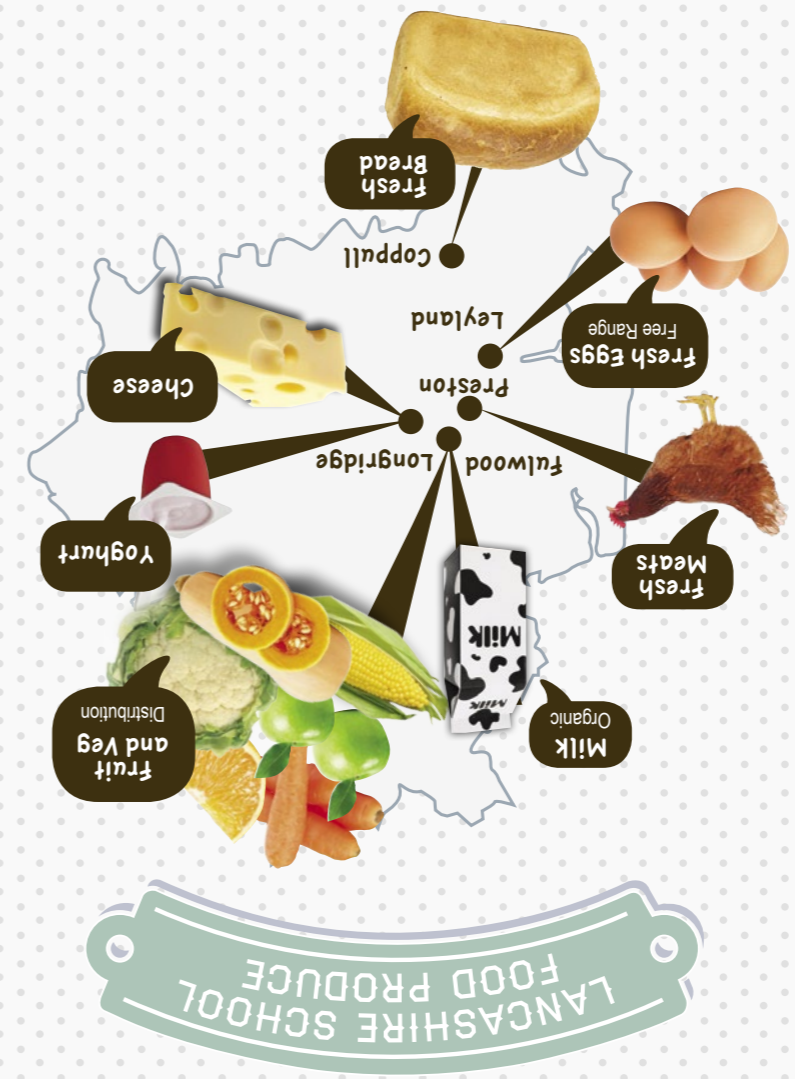 LANCASHIRE SCHOOL
FOOD PRODUCE
Fruit
and Veg
Distribution
Milk
Organic
Milk
Milk
Yoghurt
Fresh
Meats
Fulwood
Longridge
Cheese
Preston
Fresh Eggs
Free Range
Leyland
Coppull
Fresh
Bread